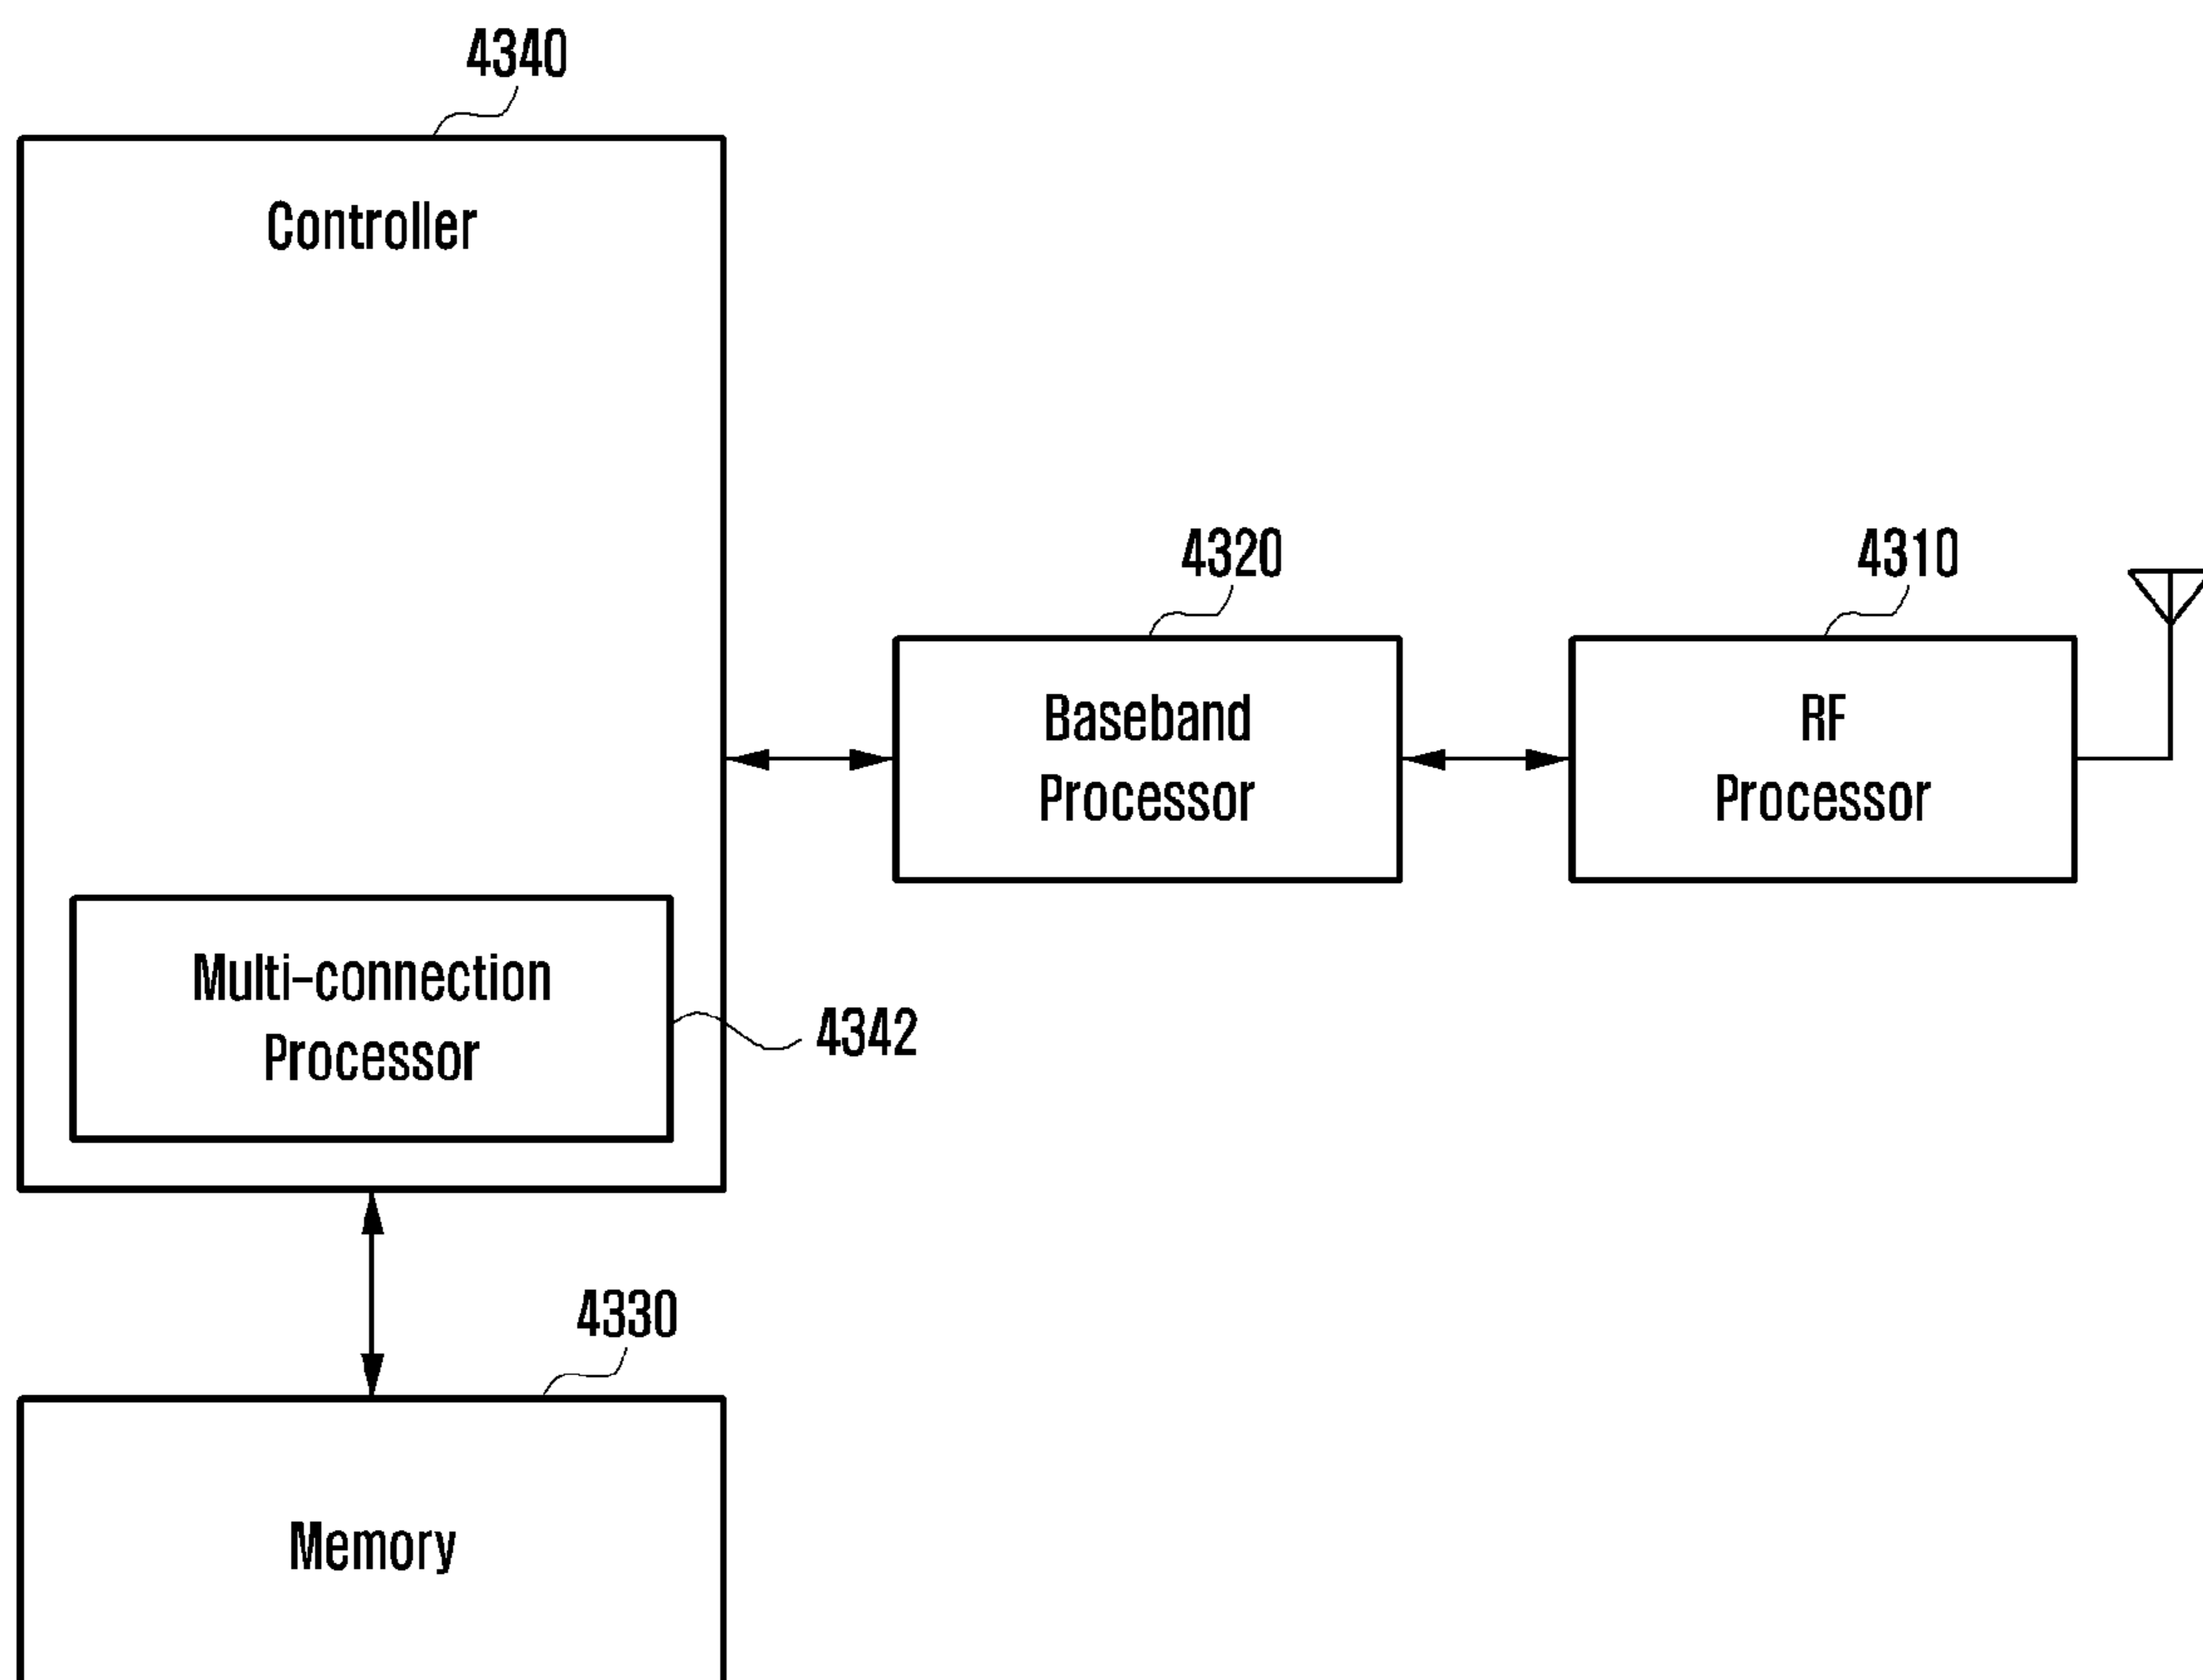 4340
Controller
4320
4310
Baseband
Processor
RF
Processor
Multi-connection
Processor
4342
4330
Memory